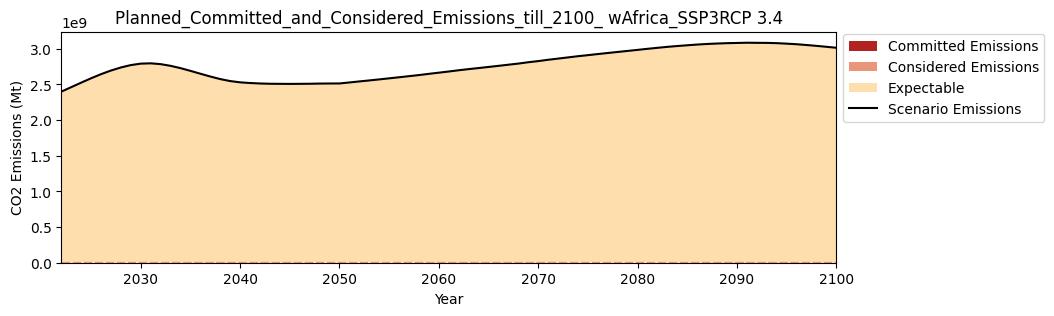 Planned_Committed_and_Considered_Emissions_till_2100_ wAfrica_SSP3RCP 3.4
1e9
3.0
2.5
2.0
1.5
1.0
0.5
0.0
CO2 Emissions (Mt)
2030 2040 2050 2060 2070 2080 2090 2100
Year
Committed Emissions
Considered Emissions
Expectable
Scenario Emissions